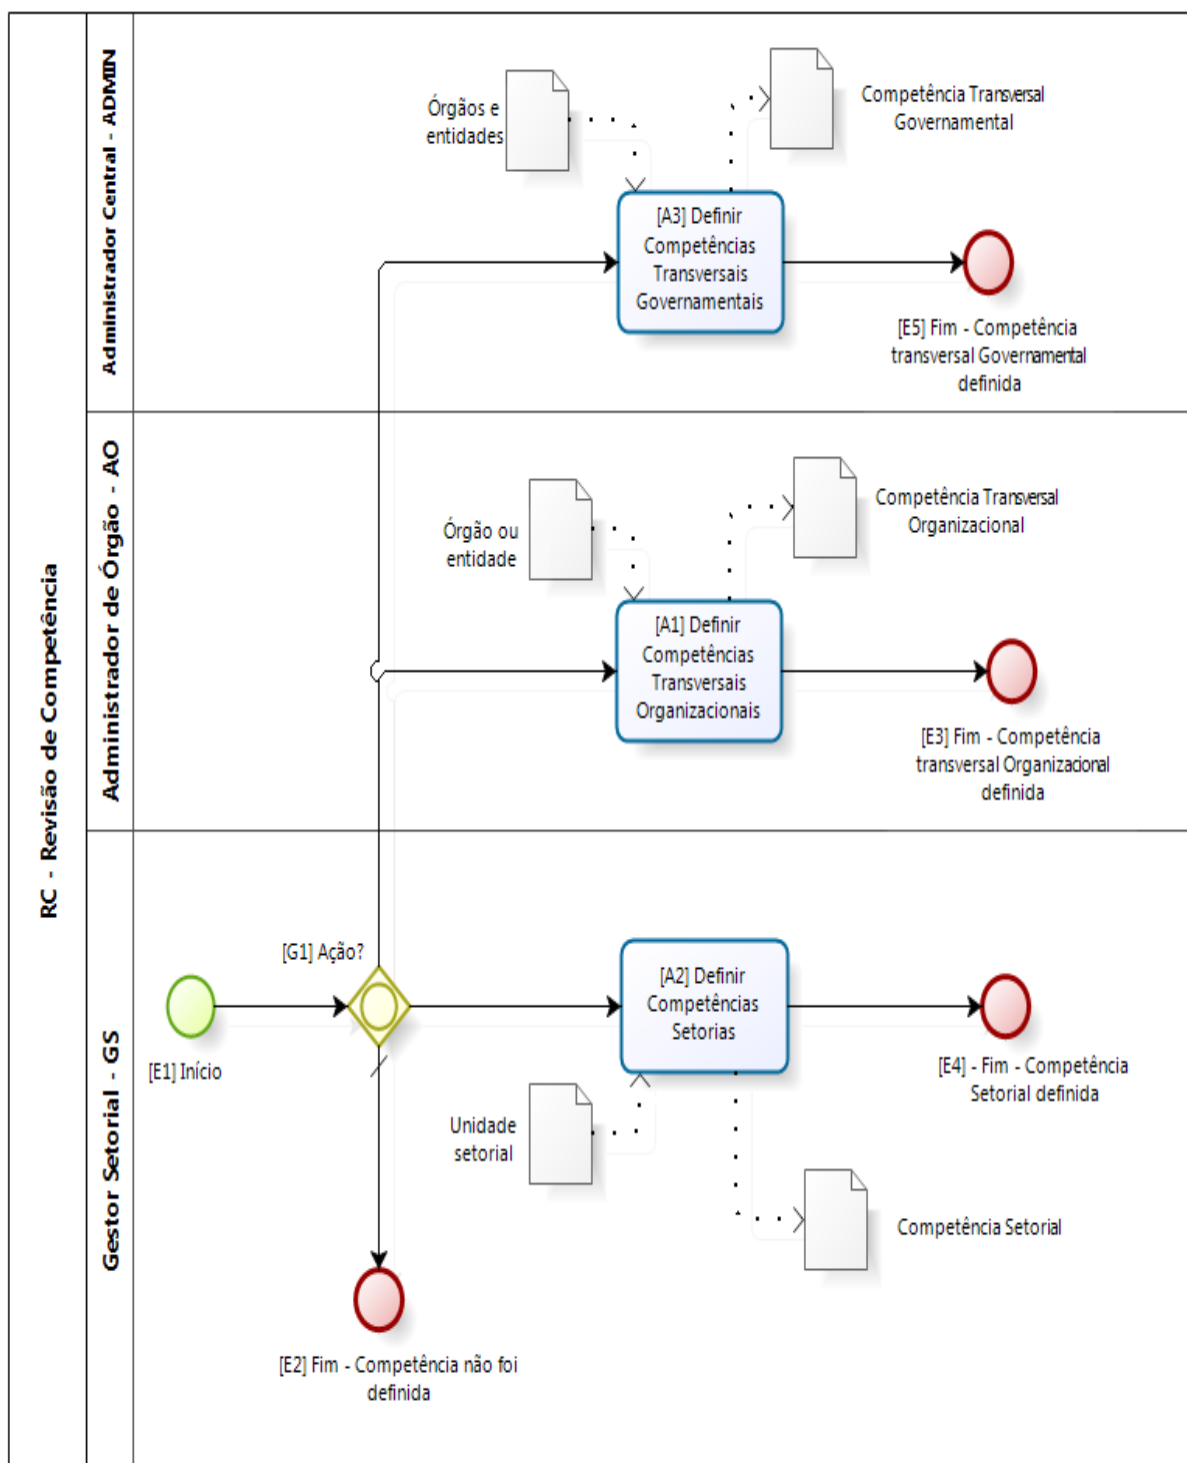 RC - Revisão de Competência
Administrador Central - ADMIN
Órgãos e
entidades
Competência Transversal
Governamental
[A3] Definir
Competências
Transversais
Governamentais
[E5] Fim - Competência
transversal Governamental
definida
Administrador de Órgão - AO
Órgão ou
entidade
Competência Transversal
Organizacional
[A1] Definir
Competências
Transversais
Organizacionais
[E3] Fim - Competência
transversal Organizacional
definida
Gestor Setorial - GS
[G1] Ação?
[E1] Início
[A2] Definir
Competências
Setorias
[E4] - Fim - Competência
Setorial definida
Unidade
setorial
Competência Setorial
[E2] Fim - Competência não foi
definida